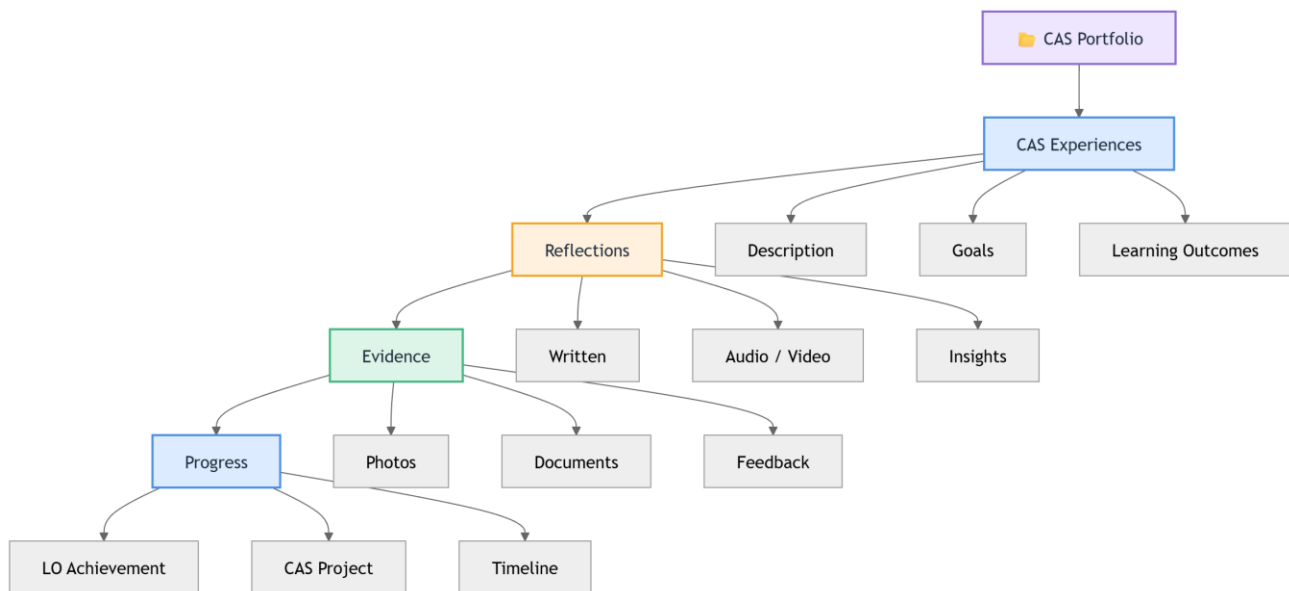 CAS Portfolio
CAS Experiences
Reflections
Description
Goals
Learning Outcomes
Evidence
Written
Audio / Video
Insights
Progress
Photos
Documents
Feedback
LO Achievement
CAS Project
Timeline